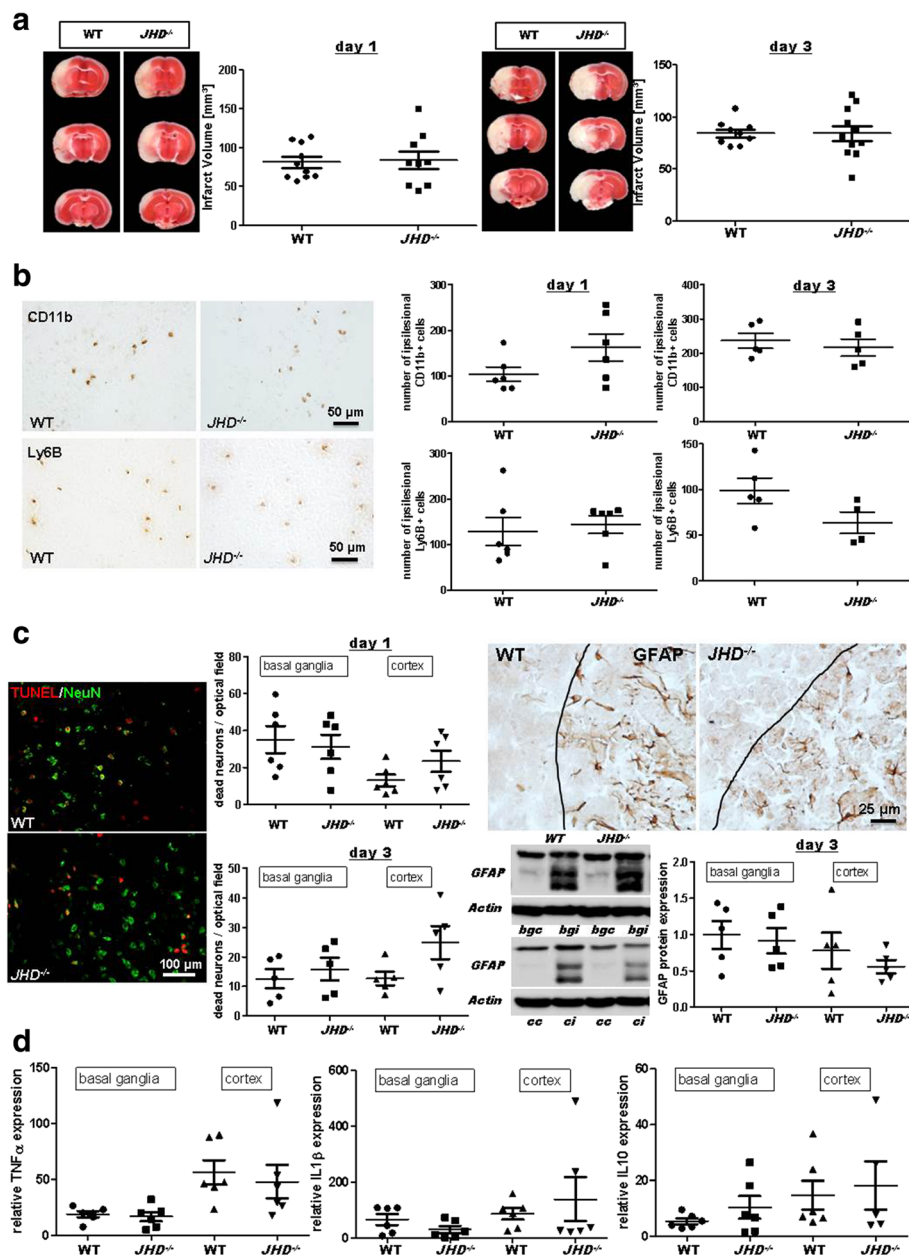 a
WT JHD-/-
day 1
Infarct Volume [mm³]
200
150
100
50
0
WT JHD-/-
WT JHD-/-
day 3
Infarct Volume [mm³]
150
100
50
0
WT JHD-/-
b
CD11b
WT
JHD-/-
50 µm
Ly6B
WT
JHD-/-
50 µm
day 1
number of ipsilesional
CD11b+ cells
300
200
100
0
WT JHD-/-
day 3
number of ipsilesional
CD11b+ cells
400
300
200
100
0
WT JHD-/-
number of ipsilesional
Ly6B+ cells
300
200
100
0
WT JHD-/-
number of ipsilesional
Ly6B+ cells
150
100
50
0
WT JHD-/-
c
TUNEL/NeuN
WT
JHD-/-
100 µm
day 1
basal ganglia cortex
dead neurons / optical field
80
60
40
20
0
WT JHD-/- WT JHD-/-
day 3
basal ganglia cortex
dead neurons / optical field
50
40
30
20
10
0
WT JHD-/- WT JHD-/-
WT GFAP JHD-/-
25 µm
WT JHD-/-
GFAP
Actin
bgc bgi bgc bgi
GFAP
Actin
cc ci cc ci
day 3
basal ganglia cortex
GFAP protein expression
2.0
1.5
1.0
0.5
0.0
WT JHD-/- WT JHD-/-
d
basal ganglia cortex
relative TNFα expression
150
100
50
0
WT JHD-/- WT JHD-/-
basal ganglia cortex
relative IL1β expression
600
400
200
0
WT JHD-/- WT JHD-/-
basal ganglia cortex
relative IL10 expression
60
40
20
0
WT JHD-/- WT JHD-/-